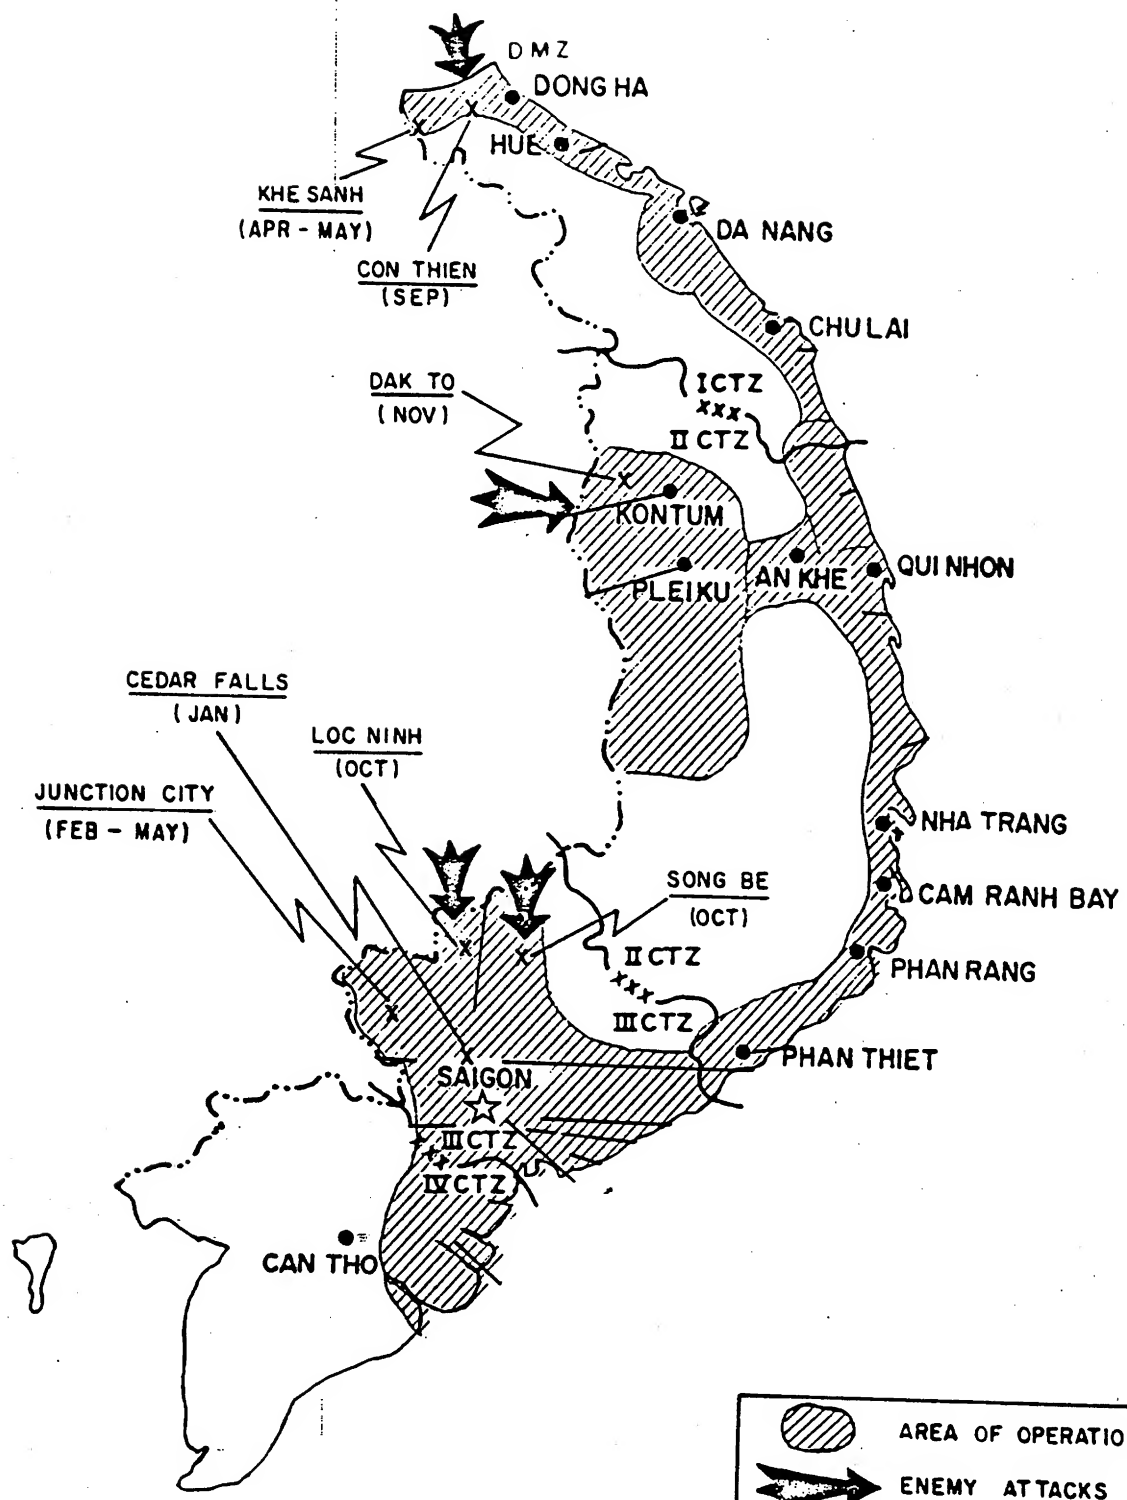 DMZ
DONG HA
HUE
KHE SANH
(APR - MAY)
CON THIEN
(SEP)
DA NANG
CHU LAI
DAK TO
(NOV)
I CTZ
XXX
II CTZ
KONTUM
PLEIKU
AN KHE
QUI NHON
CEDAR FALLS
(JAN)
LOC NINH
(OCT)
JUNCTION CITY
(FEB - MAY)
NHA TRANG
SONG BE
(OCT)
CAM RANH BAY
II CTZ
XXX
III CTZ
PHAN RANG
PHAN THIET
SAIGON
III CTZ
XXX
IV CTZ
CAN THO
AREA OF OPERATIO
ENEMY ATTACKS